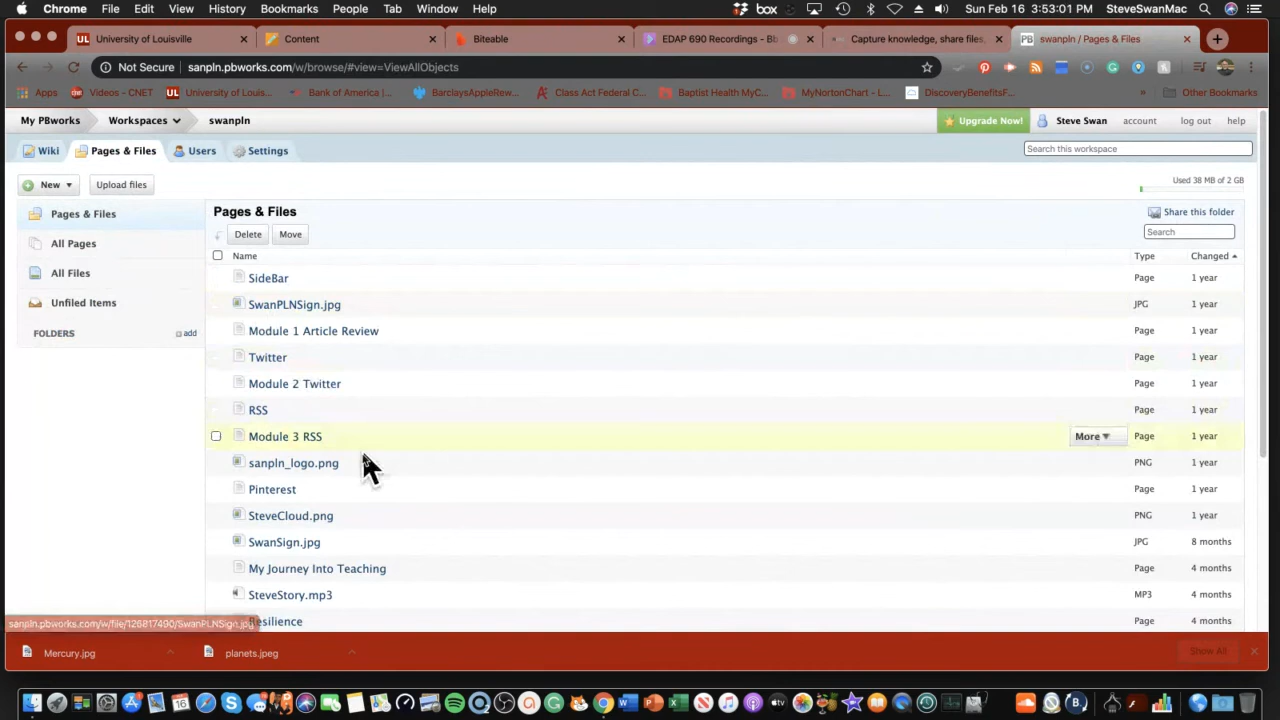 Chrome File Edit View History Bookmarks People Tab Window Help box Sun Feb 16 3:53:01 PM SteveSwanMac
University of Louisville Content Biteable EDAP 690 Recordings - Bb Capture knowledge, share files, PB swanpln / Pages & Files
Not Secure sanpln.pbworks.com/w/browse/#view=ViewAllObjects
Apps Videos - CNET University of Louis... Bank of America |... BarclaysAppleRew... Class Act Federal C... Baptist Health MyC... MyNortonChart - L... DiscoveryBenefitsF... » Other Bookmarks
My PBworks Workspaces swanpln Upgrade Now! Steve Swan account log out help
Wiki Pages & Files Users Settings Search this workspace
New Upload files Used 38 MB of 2 GB
Pages & Files
All Pages
All Files
Unfiled Items
FOLDERS add
Pages & Files Share this folder
Delete Move Search
Name Type Changed
SideBar Page 1 year
SwanPLNSign.jpg JPG 1 year
Module 1 Article Review Page 1 year
Twitter Page 1 year
Module 2 Twitter Page 1 year
RSS Page 1 year
Module 3 RSS More Page 1 year
sanpln_logo.png PNG 1 year
Pinterest Page 1 year
SteveCloud.png PNG 1 year
SwanSign.jpg JPG 8 months
My Journey Into Teaching Page 4 months
SteveStory.mp3 MP3 4 months
Resilience Page 4 months
sanpln.pbworks.com/w/file/126817490/SwanPLNSign.jpg
Mercury.jpg planets.jpeg Show All